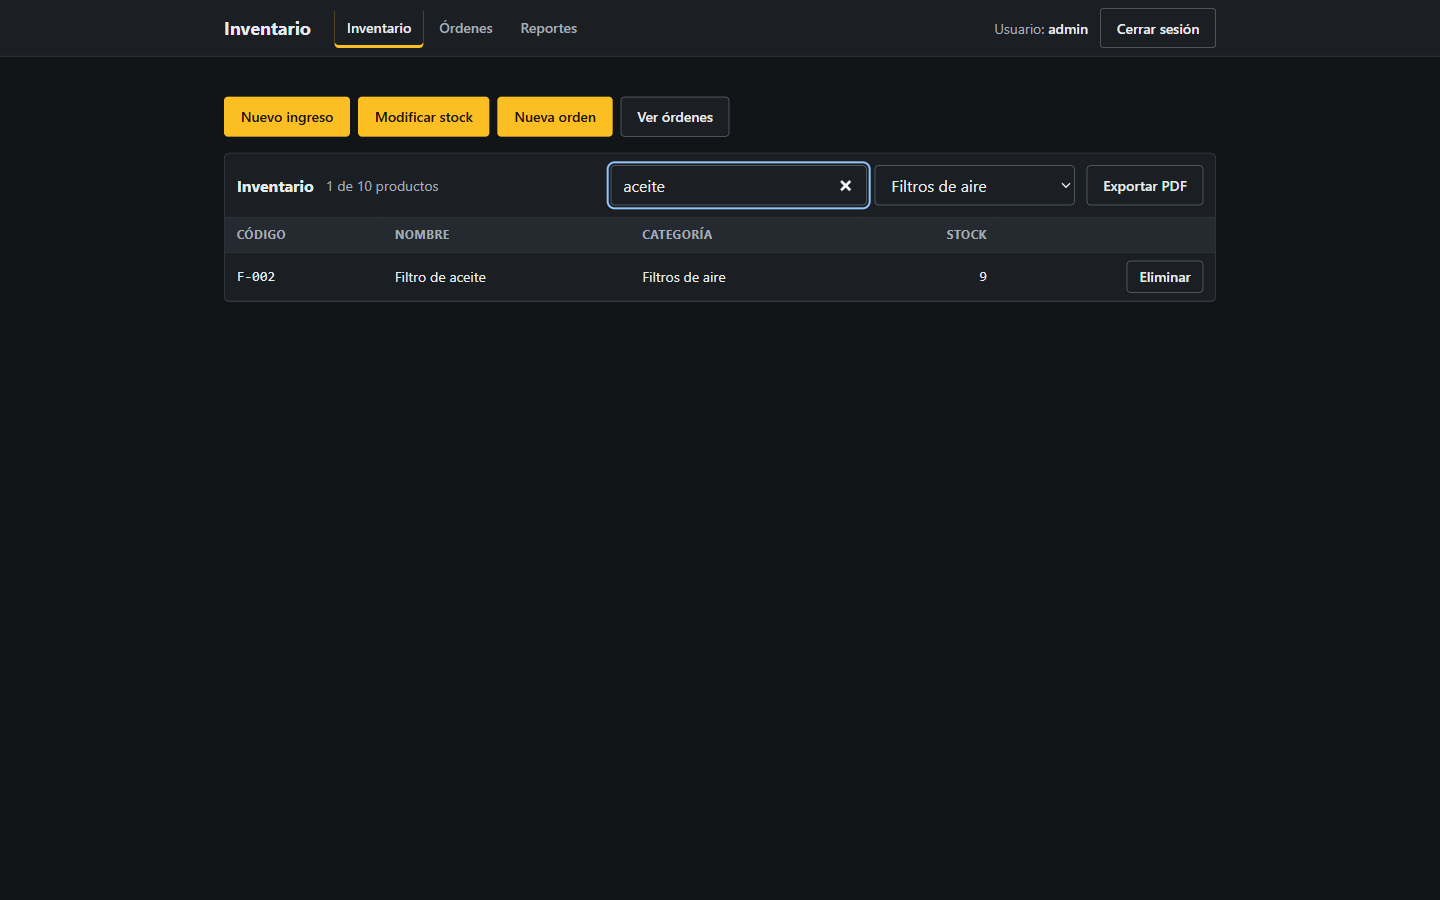 Inventario Inventario Órdenes Reportes Usuario: admin Cerrar sesión
Nuevo ingreso Modificar stock Nueva orden Ver órdenes
Inventario 1 de 10 productos aceite Filtros de aire Exportar PDF
CÓDIGO NOMBRE CATEGORÍA STOCK
F-002 Filtro de aceite Filtros de aire 9 Eliminar